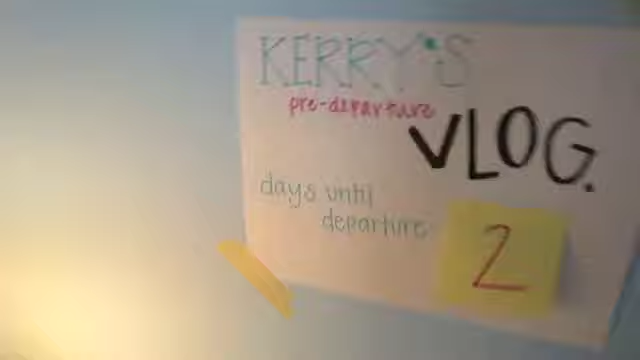 KERRY'S
pre-departure
VLOG.
days until
departure:
2